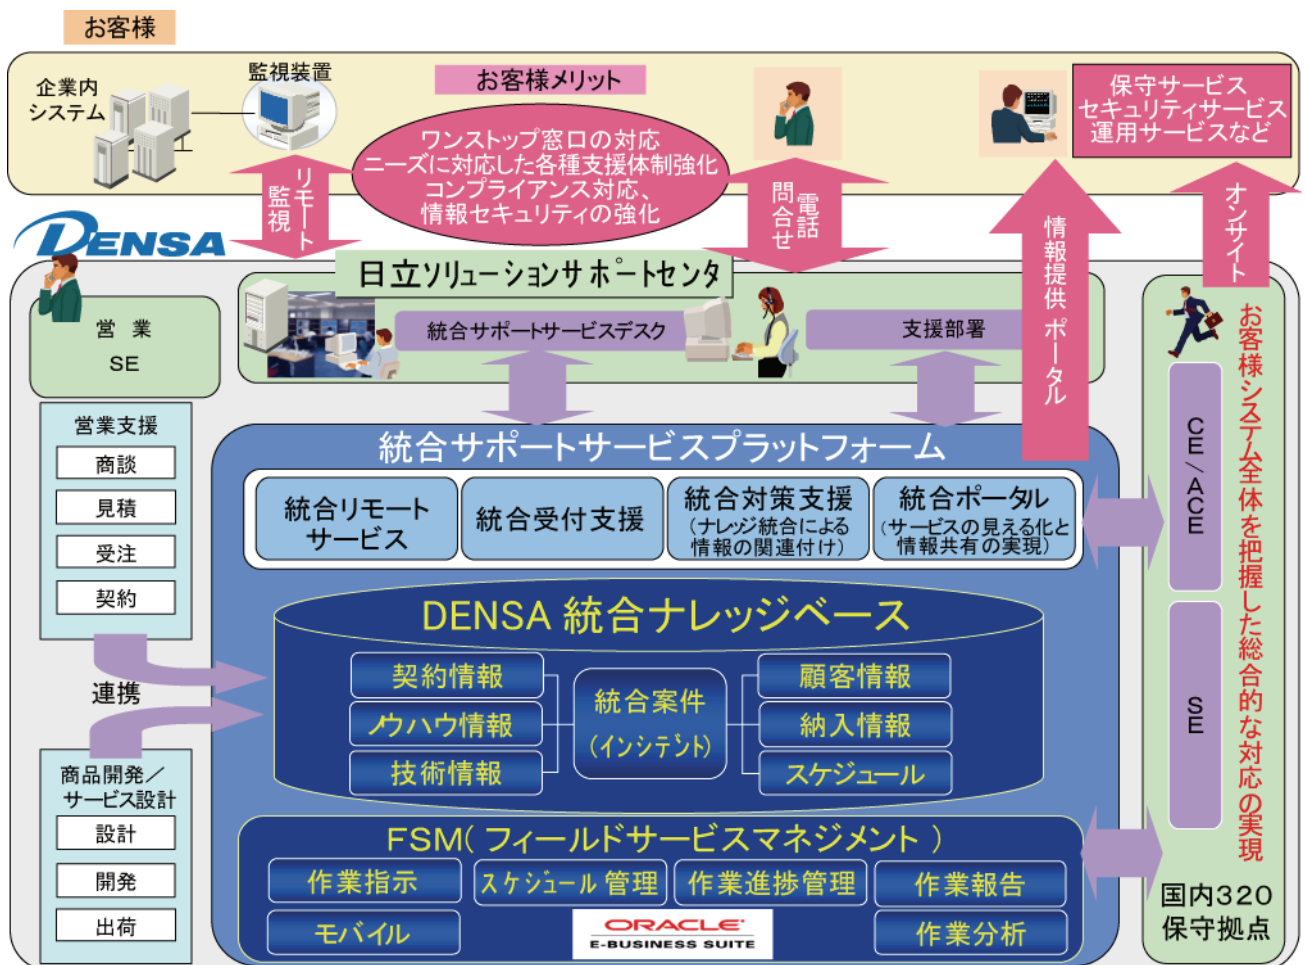 お客様
企業内
システム
監視装置
お客様メリット
ワンストップ窓口の対応
ニーズに対応した各種支援体制強化
コンプライアンス対応、
情報セキュリティの強化
保守サービス
セキュリティサービス
運用サービスなど
リモート
監視
電話
問合せ
情報提供 ポータル
オンサイト
DENSA
日立ソリューションサポートセンタ
統合サポートサービスデスク
支援部署
営 業
SE
営業支援
商談
見積
受注
契約
連携
商品開発／
サービス設計
設計
開発
出荷
統合サポートサービスプラットフォーム
統合リモート
サービス
統合受付支援
統合対策支援
(ナレッジ統合による
情報の関連付け)
統合ポータル
(サービスの見える化と
情報共有の実現)
DENSA 統合ナレッジベース
契約情報
ノウハウ情報
技術情報
統合案件
(インシデント)
顧客情報
納入情報
スケジュール
FSM( フィールドサービスマネジメント )
作業指示
スケジュール 管理
作業進捗管理
作業報告
モバイル
ORACLE
E-BUSINESS SUITE
作業分析
CE/ACE
SE
お客様システム全体を把握した総合的な対応の実現
国内320
保守拠点